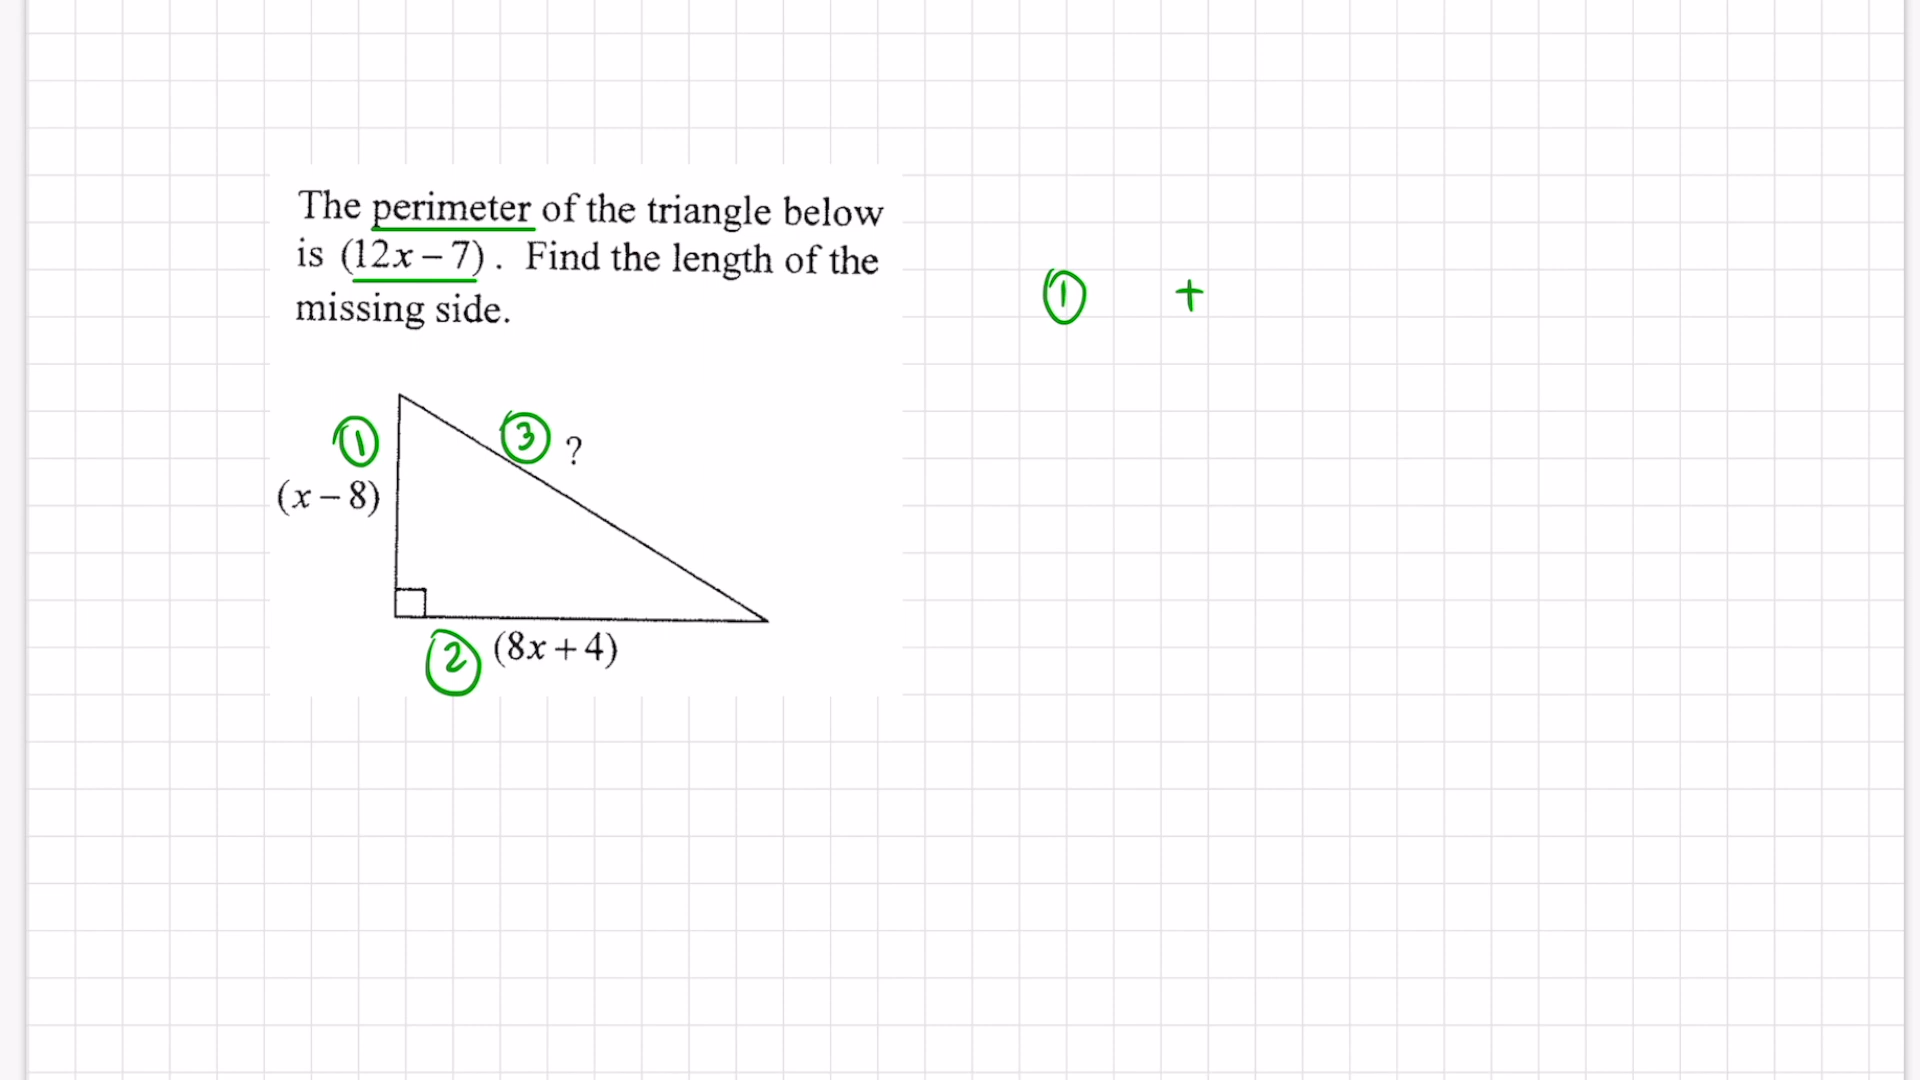 The perimeter of the triangle below
is (12x – 7) . Find the length of the
missing side.
① +
① ③ ?
(x – 8)
② (8x + 4)